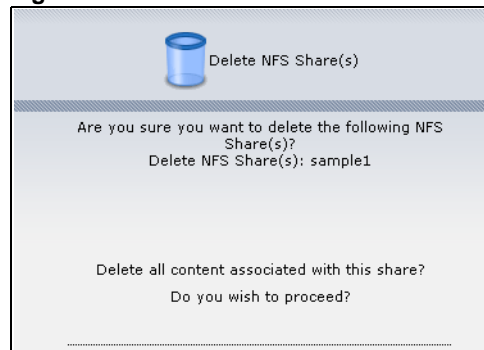 Delete NFS Share(s)
Are you sure you want to delete the following NFS
Share(s)?
Delete NFS Share(s): sample1
Delete all content associated with this share?
Do you wish to proceed?